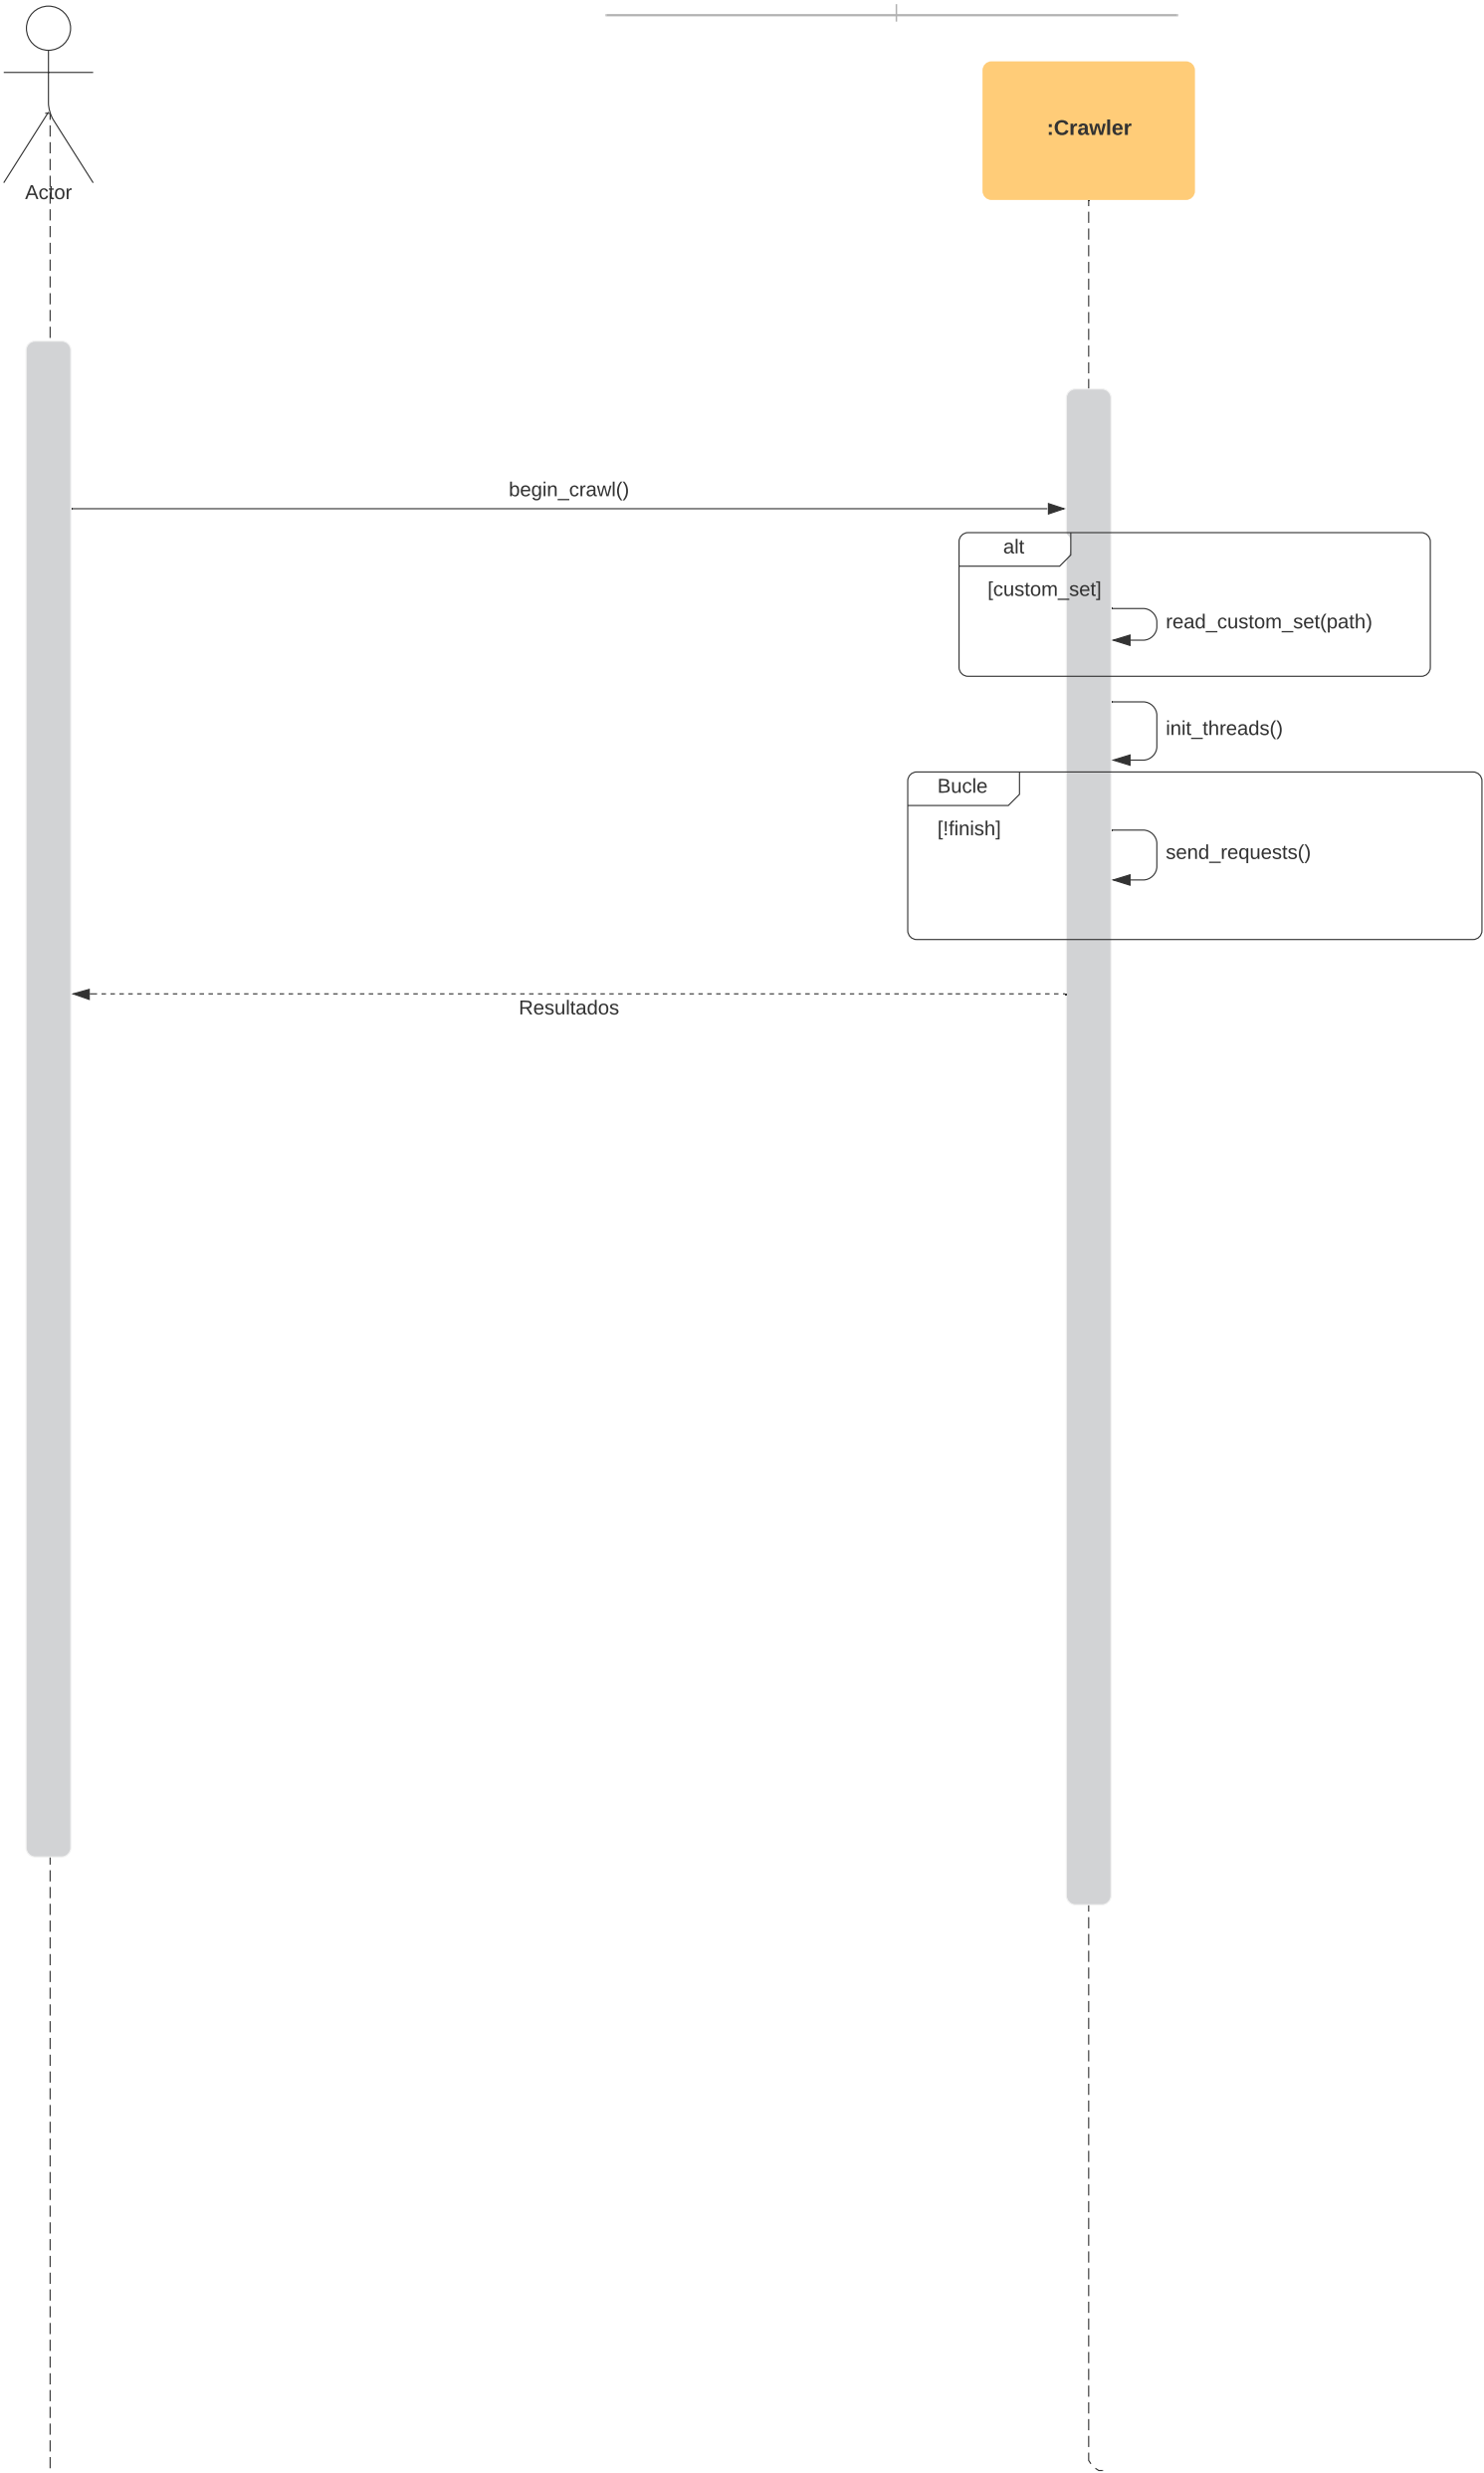 Actor
:Crawler
begin_crawl()
alt
[custom_set]
read_custom_set(path)
init_threads()
Bucle
[!finish]
send_requests()
Resultados